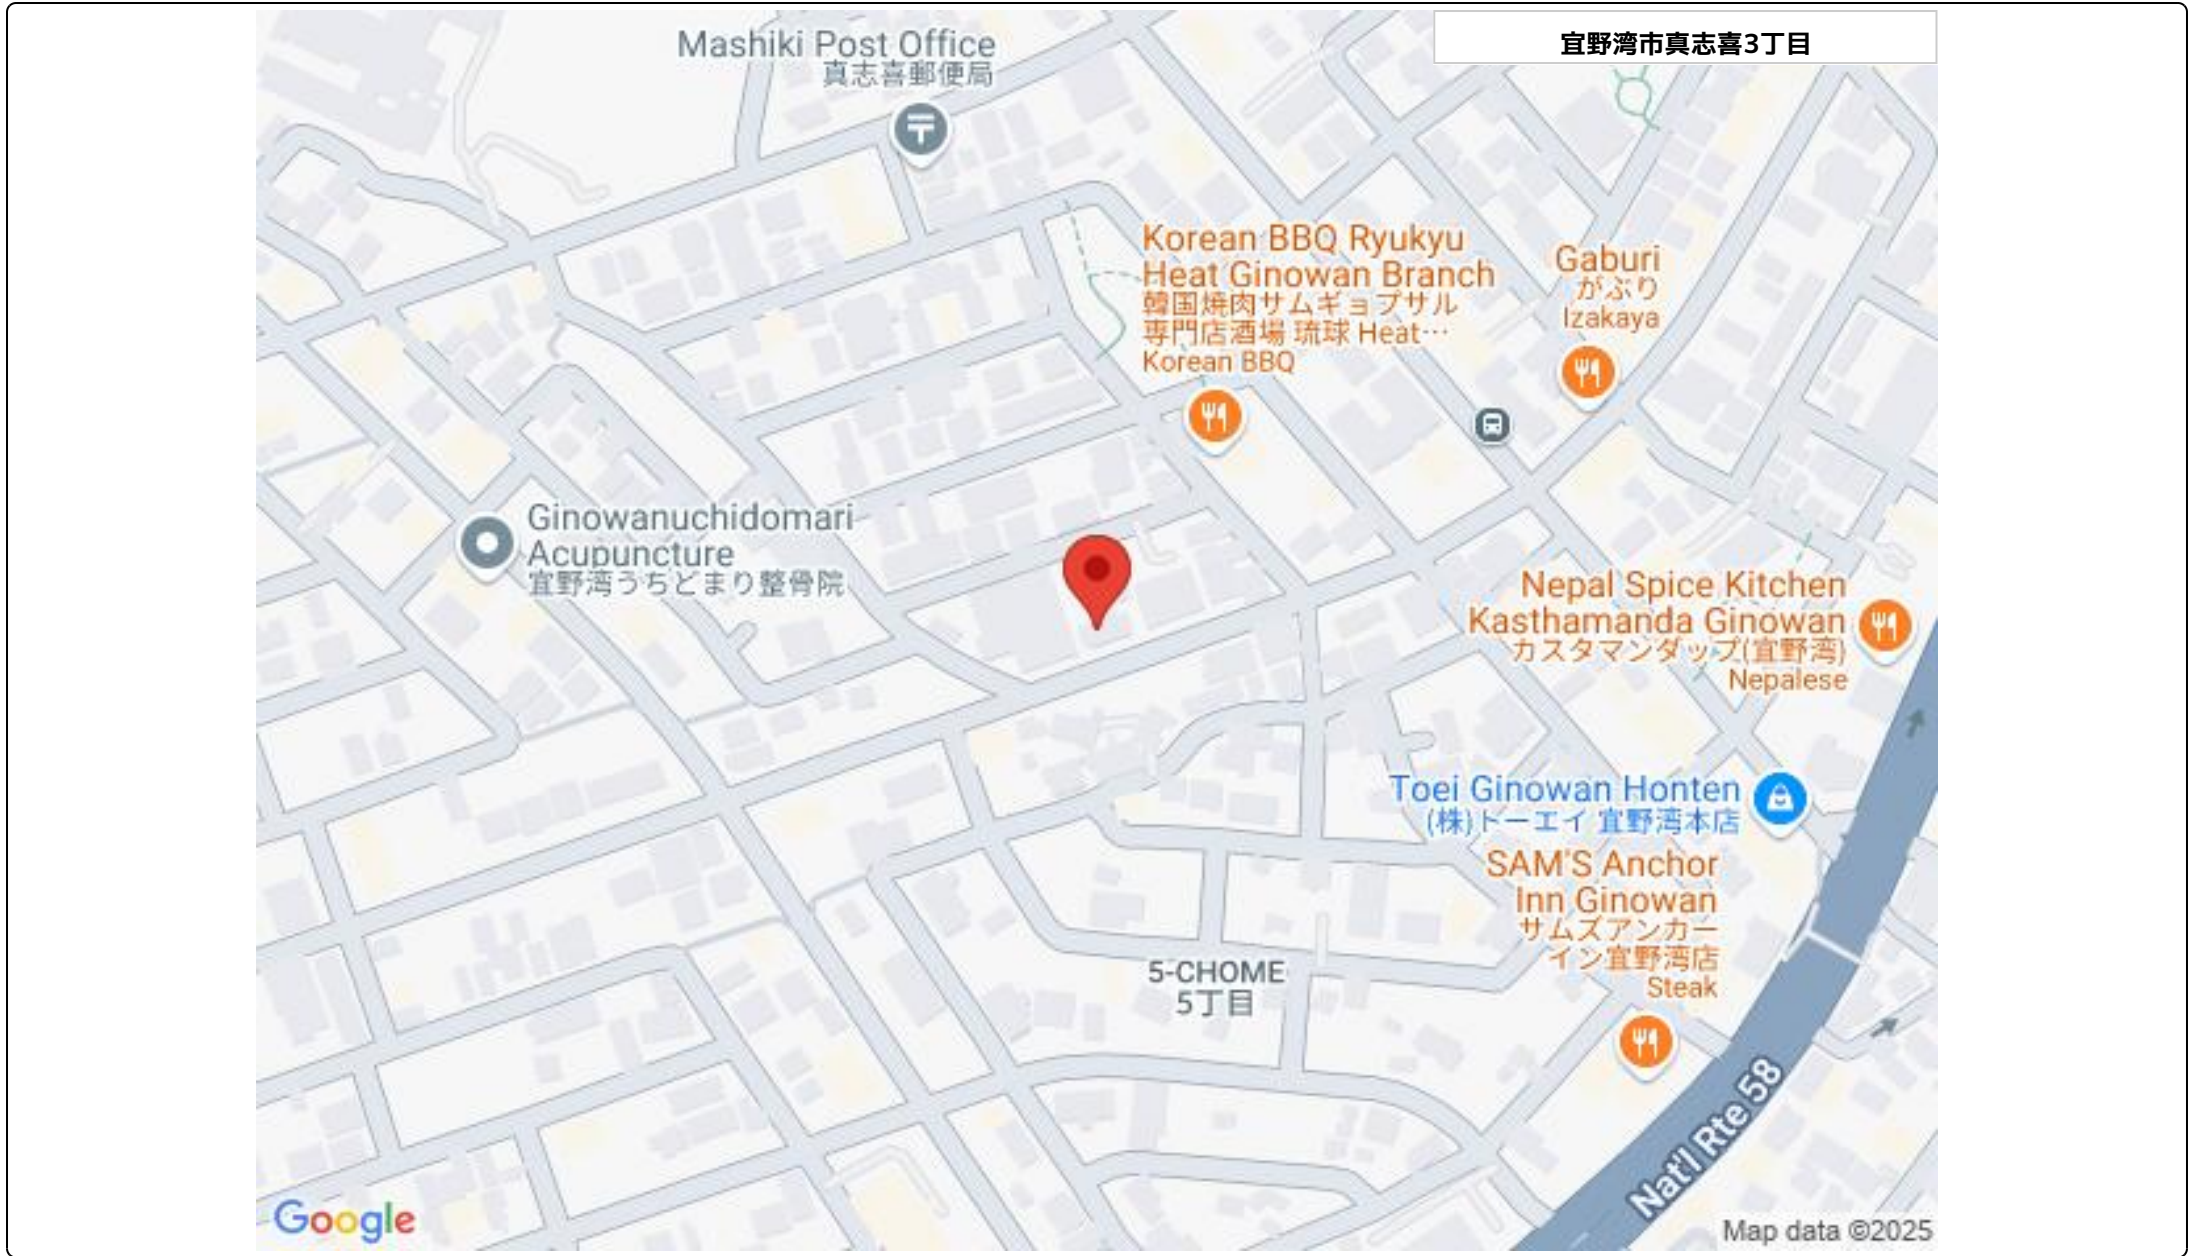 宜野湾市真志喜3丁目
Mashiki Post Office
真志喜郵便局
Korean BBQ Ryukyu
Heat Ginowan Branch
韓国焼肉サムギョプサル
専門店酒場 琉球 Heat…
Korean BBQ
Gaburi
がぶり
Izakaya
Ginowanuchidomari
Acupuncture
宜野湾うちどまり整骨院
Nepal Spice Kitchen
Kasthamanda Ginowan
カスタマンダップ(宜野湾)
Nepalese
Toei Ginowan Honten
(株)トーエイ 宜野湾本店
SAM'S Anchor
Inn Ginowan
サムズアンカー
イン宜野湾店
Steak
5-CHOME
5丁目
Nat'l Rte 58
Google
Map data ©2025